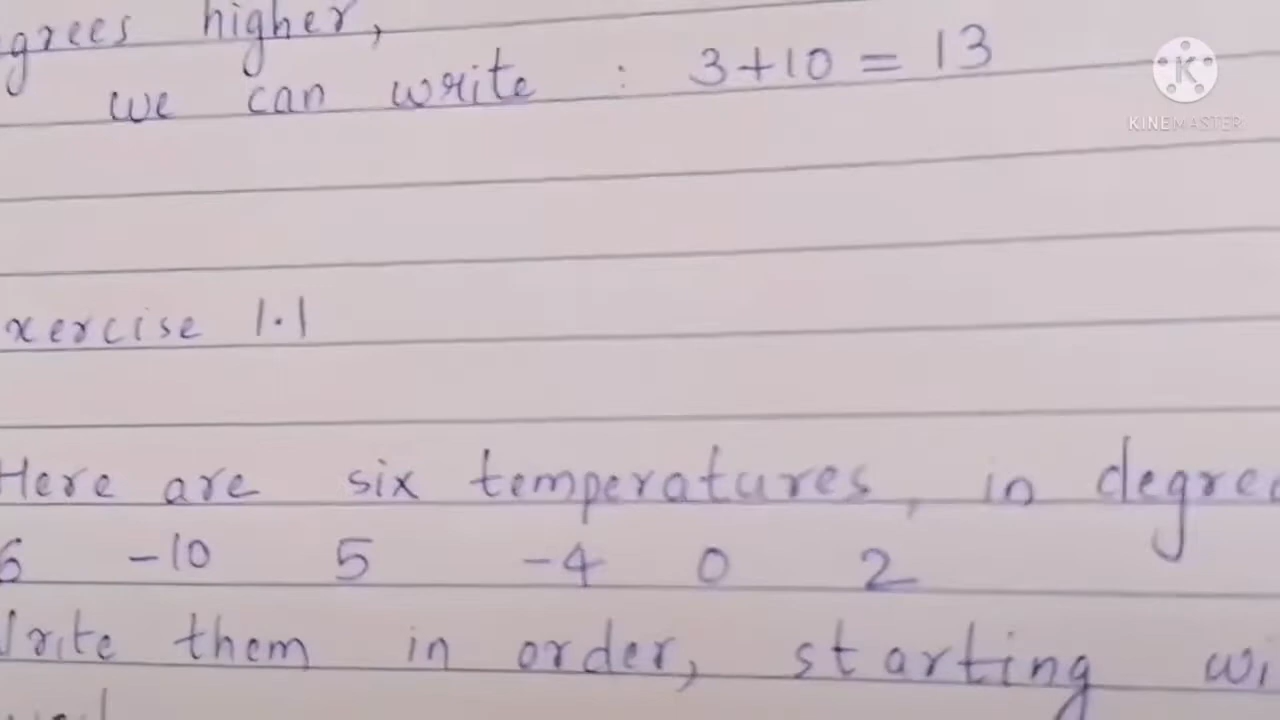 grees higher,
we can write : 3+10 = 13
KINEMASTER
xercise 1.1
Here are six temperatures, in degree
6 -10 5 -4 0 2
Write them in order, starting wi